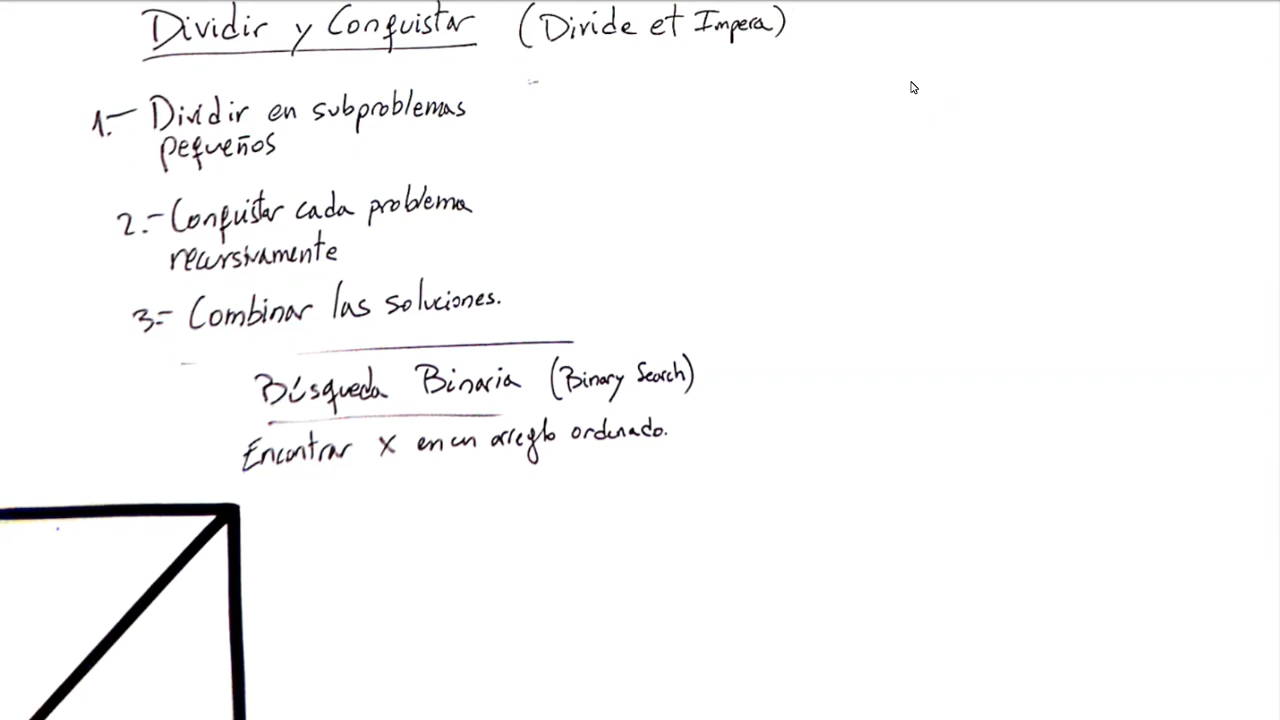 Dividir y Conquistar (Divide et Impera)
1.- Dividir en subproblemas
pequeños
2.- Conquistar cada problema
recursivamente
3.- Combinar las soluciones.
Búsqueda Binaria (Binary Search)
Encontrar x en un arreglo ordenado.